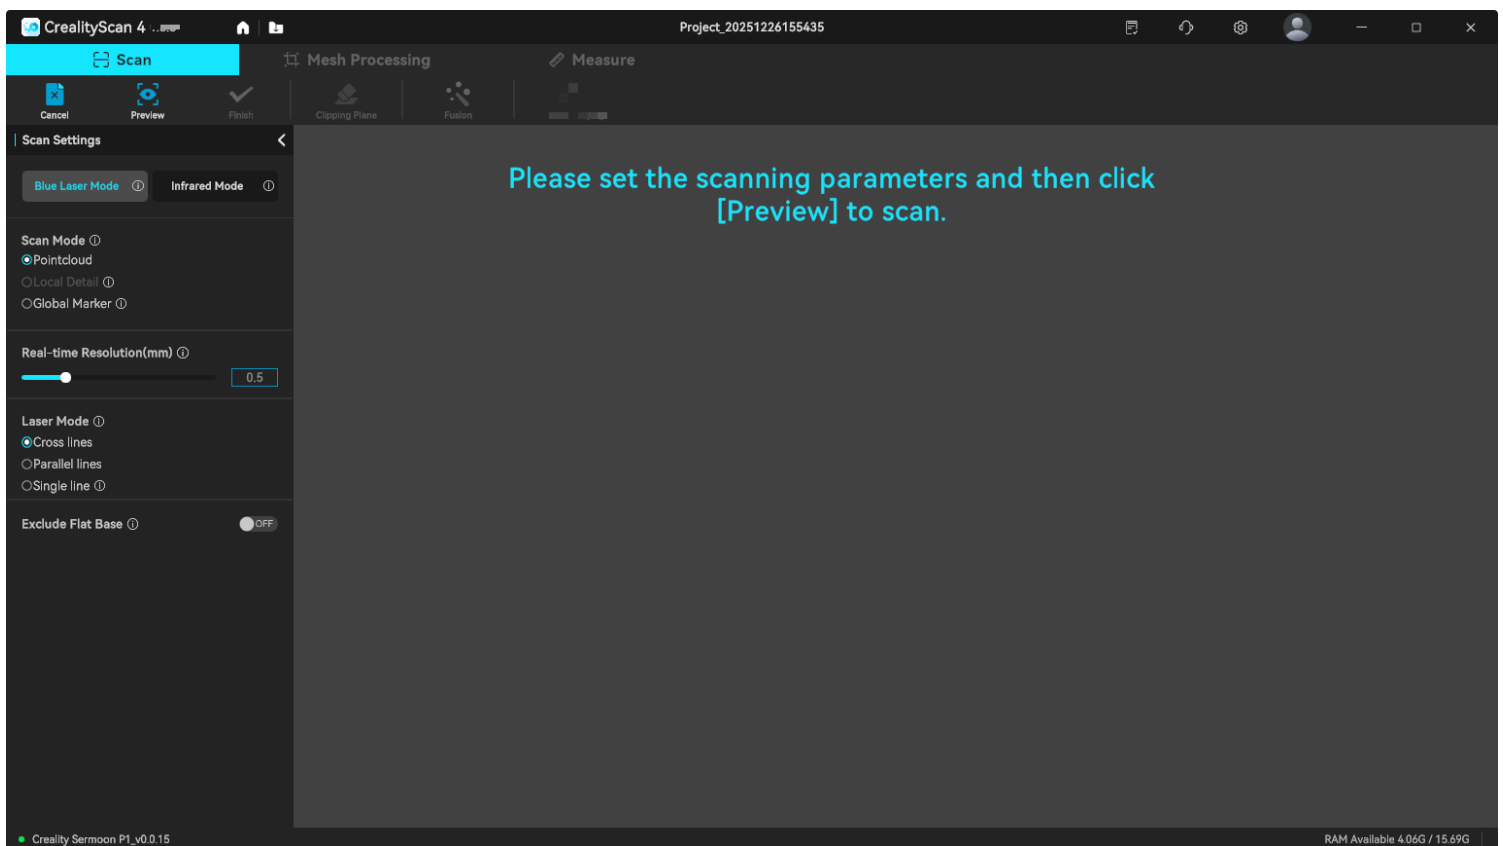 CrealityScan 4
Project_20251226155435
Scan
Mesh Processing
Measure
Cancel
Preview
Finish
Clipping Plane
Fusion
Scan Settings
Blue Laser Mode
Infrared Mode
Please set the scanning parameters and then click
[Preview] to scan.
Scan Mode
Pointcloud
Local Detail
Global Marker
Real-time Resolution(mm)
0.5
Laser Mode
Cross lines
Parallel lines
Single line
Exclude Flat Base
OFF
Creality Sermoon P1_v0.0.15
RAM Available 4.06G / 15.69G